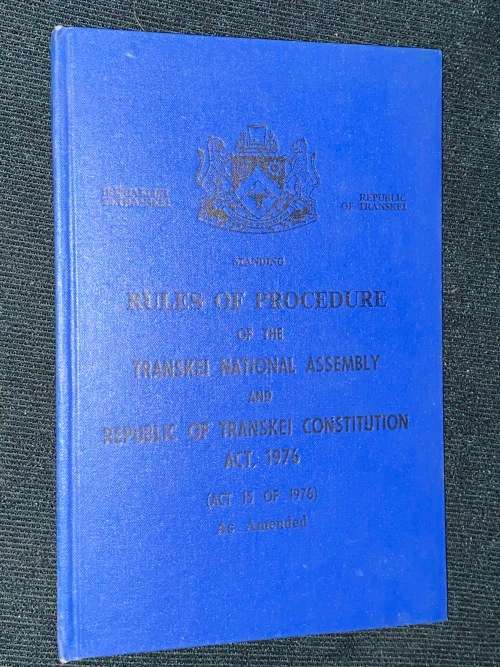 REPUBLIC
OF TRANSKEI
STANDING
RULES OF PROCEDURE
OF THE
TRANSKEI NATIONAL ASSEMBLY
AND
REPUBLIC OF TRANSKEI CONSTITUTION
ACT, 1976
(ACT 15 OF 1976)
As Amended